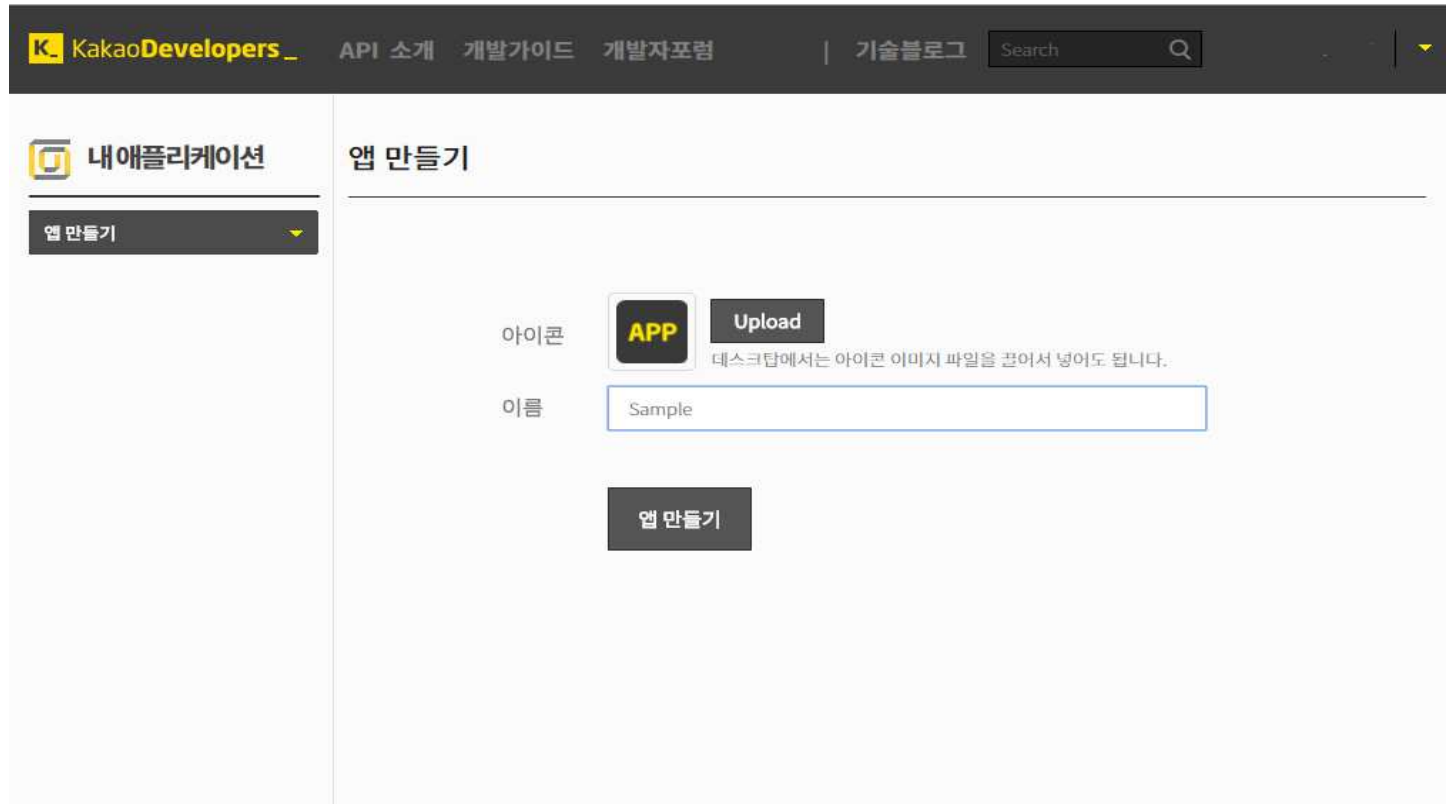 K_ KakaoDevelopers_ API 소개 개발가이드 개발자포럼 | 기술블로그 Search
내 애플리케이션
앱 만들기
앱 만들기
아이콘
APP
Upload
데스크탑에서는 아이콘 이미지 파일을 끌어서 넣어도 됩니다.
이름
Sample
앱 만들기